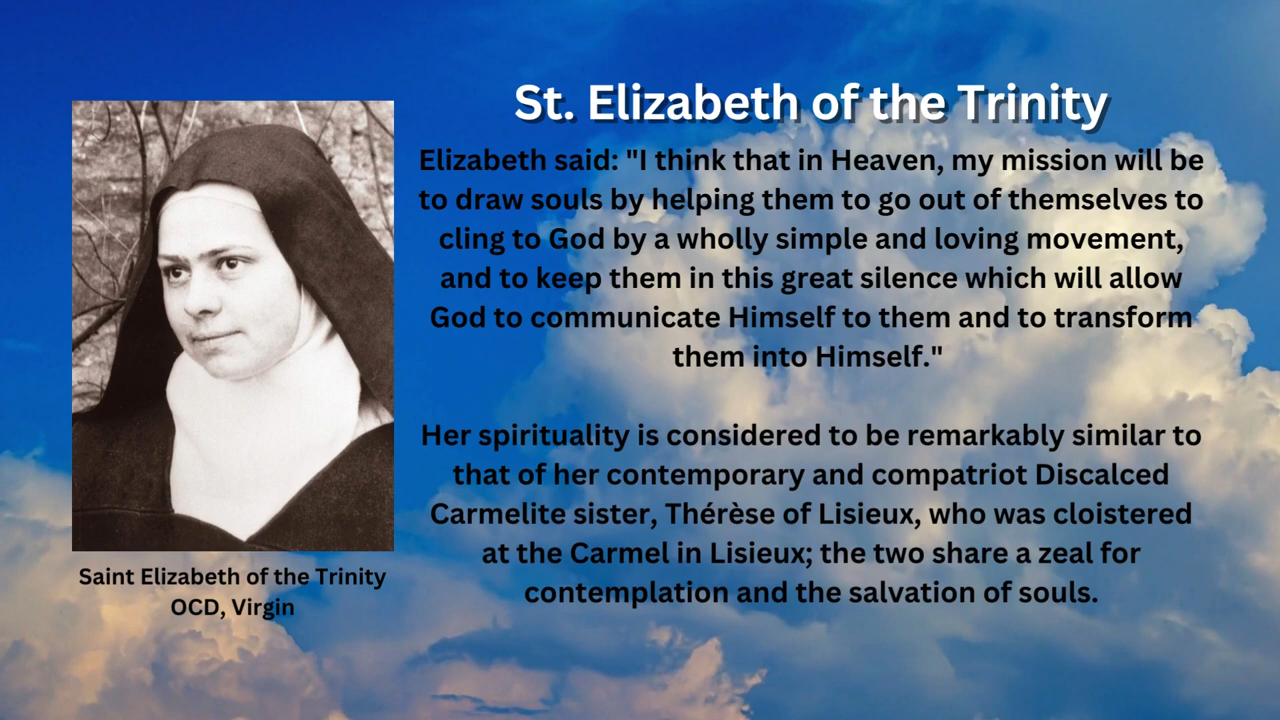 St. Elizabeth of the Trinity
Elizabeth said: "I think that in Heaven, my mission will be
to draw souls by helping them to go out of themselves to
cling to God by a wholly simple and loving movement,
and to keep them in this great silence which will allow
God to communicate Himself to them and to transform
them into Himself."
Her spirituality is considered to be remarkably similar to
that of her contemporary and compatriot Discalced
Carmelite sister, Thérèse of Lisieux, who was cloistered
at the Carmel in Lisieux; the two share a zeal for
contemplation and the salvation of souls.
Saint Elizabeth of the Trinity
OCD, Virgin